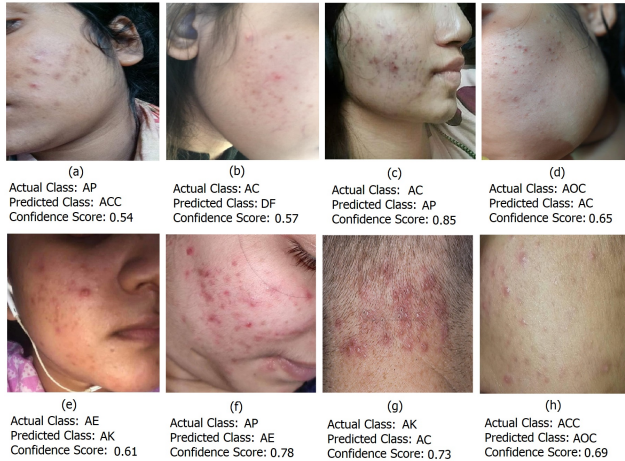 (a)
Actual Class: AP
Predicted Class: ACC
Confidence Score: 0.54
(b)
Actual Class: AC
Predicted Class: DF
Confidence Score: 0.57
(c)
Actual Class: AC
Predicted Class: AP
Confidence Score: 0.85
(d)
Actual Class: AOC
Predicted Class: AC
Confidence Score: 0.65
(e)
Actual Class: AE
Predicted Class: AK
Confidence Score: 0.61
(f)
Actual Class: AP
Predicted Class: AE
Confidence Score: 0.78
(g)
Actual Class: AK
Predicted Class: AC
Confidence Score: 0.73
(h)
Actual Class: ACC
Predicted Class: AOC
Confidence Score: 0.69